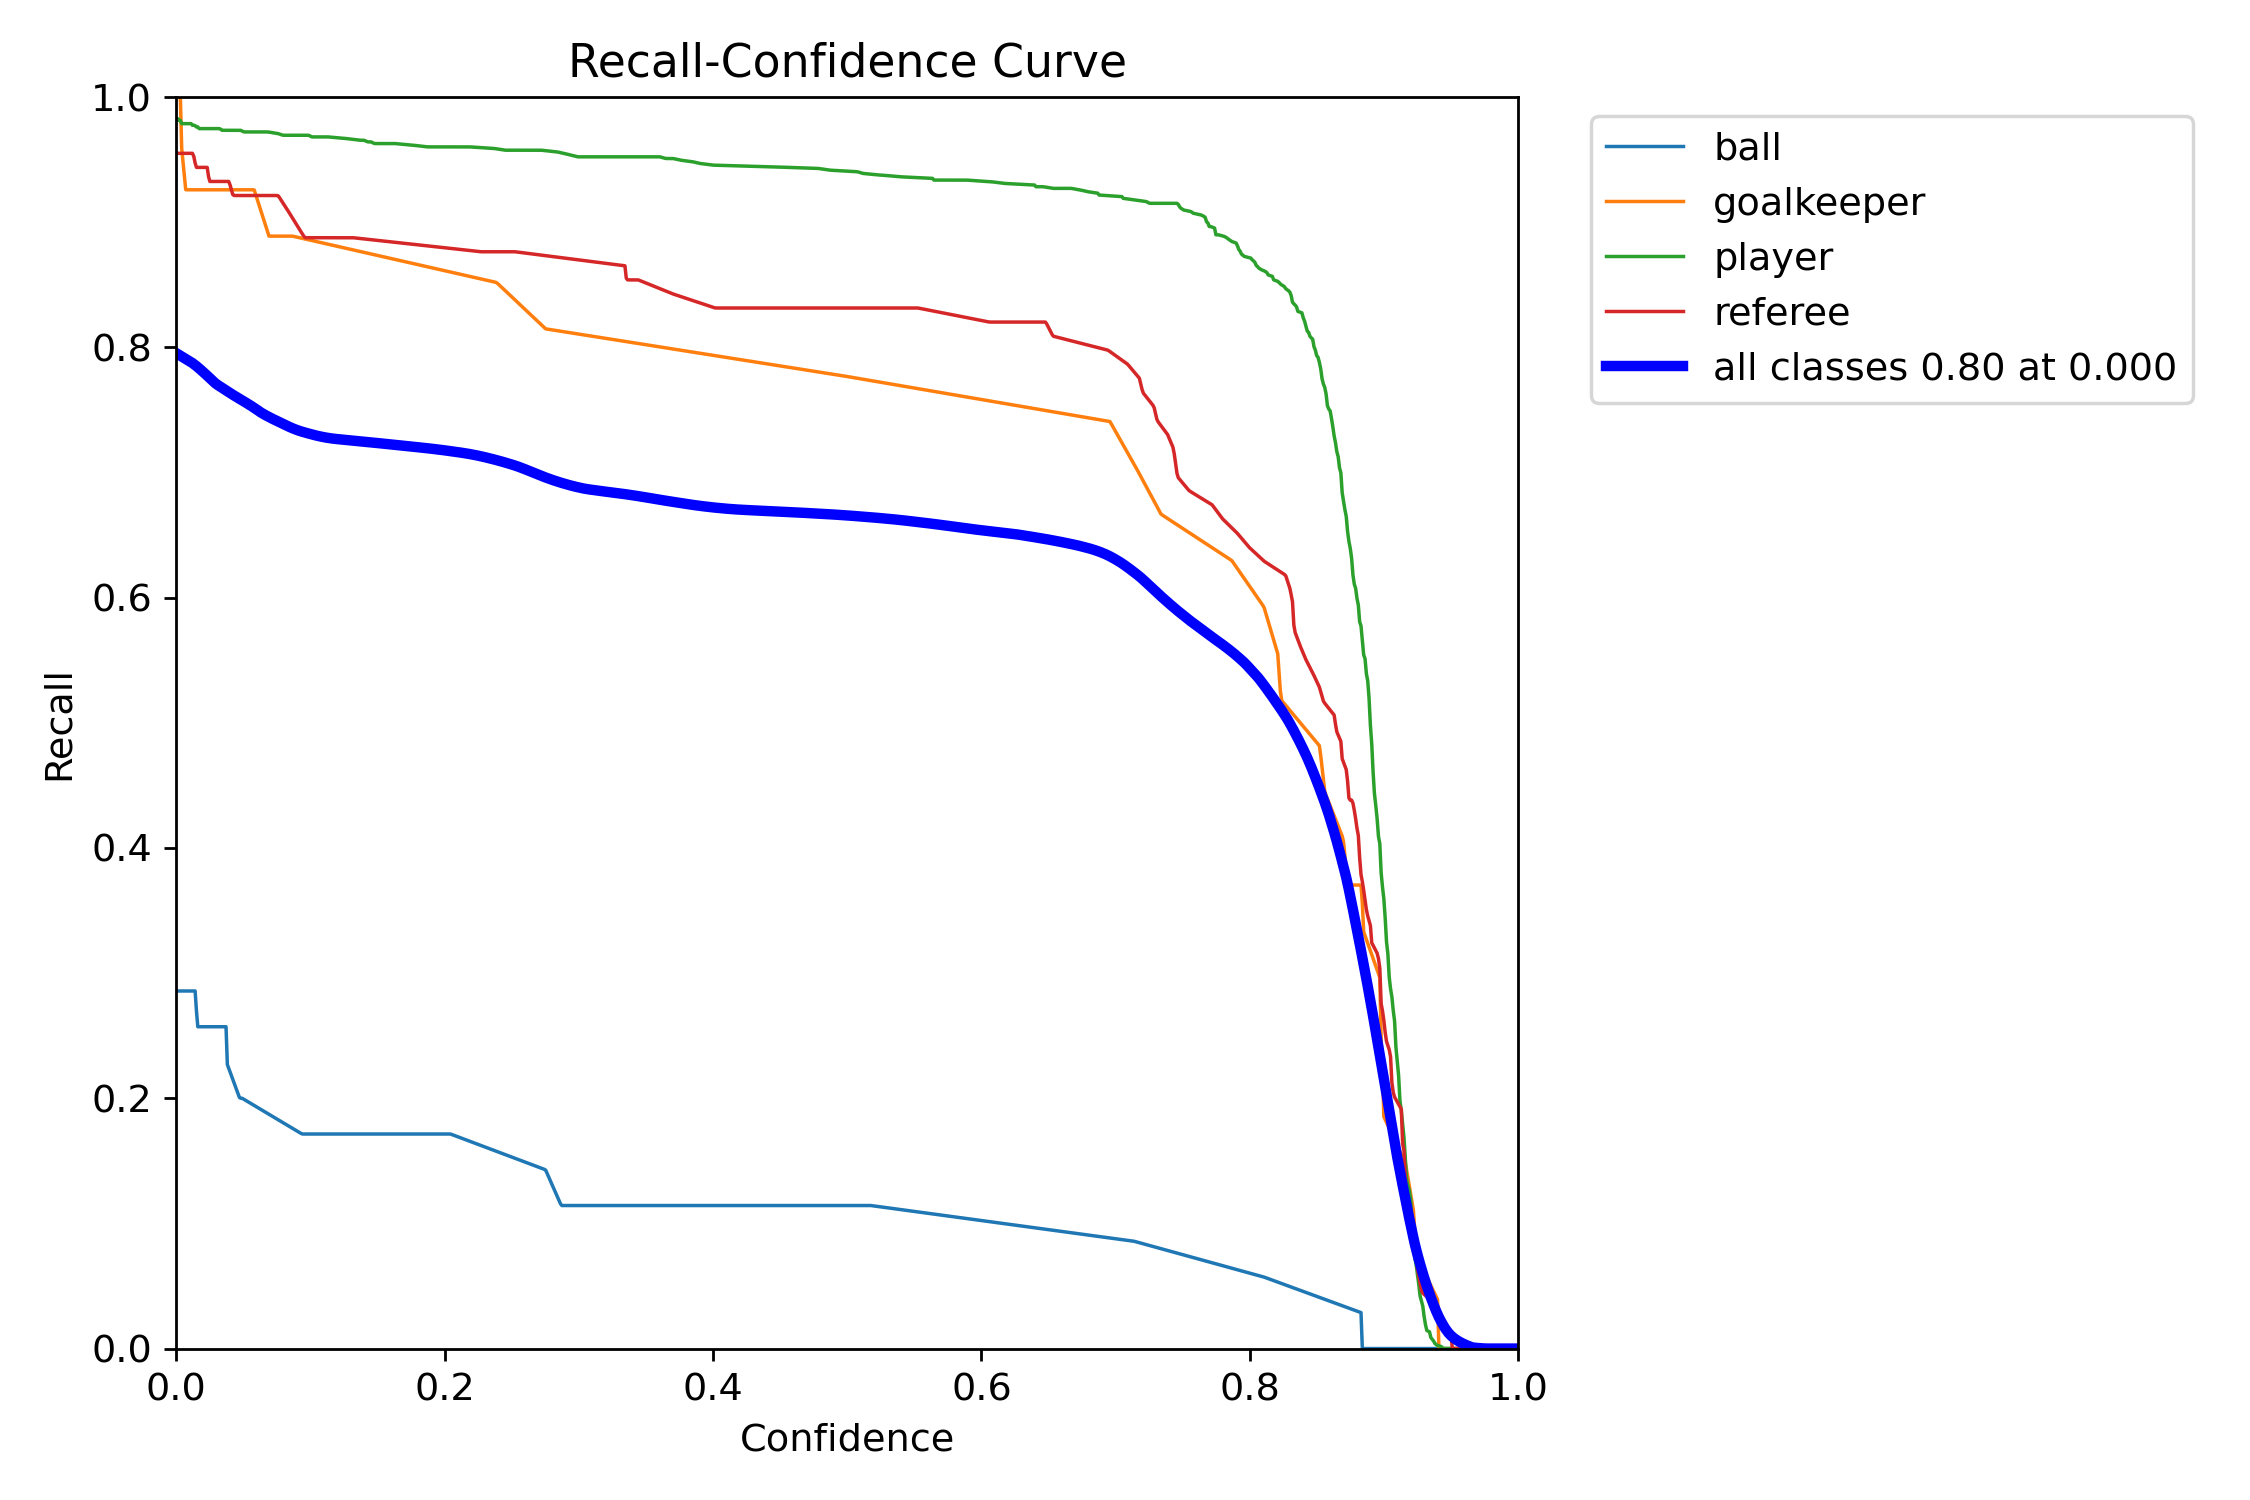 Recall-Confidence Curve
1.0
0.8
0.6
0.4
0.2
0.0
Recall
0.0 0.2 0.4 0.6 0.8 1.0
Confidence
ball
goalkeeper
player
referee
all classes 0.80 at 0.000